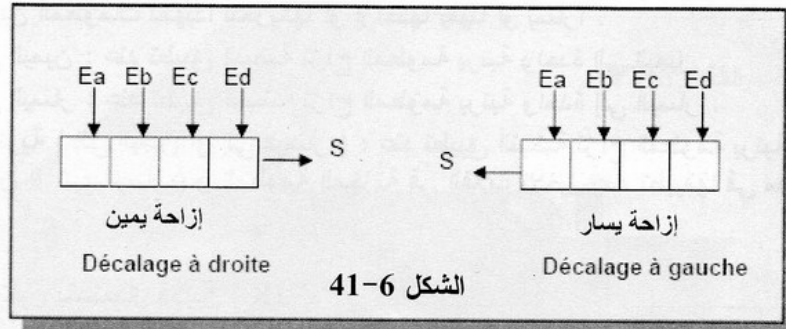 Ea Eb Ec Ed
S
إزاحة يمين
Décalage à droite
Ea Eb Ec Ed
S
إزاحة يسار
Décalage à gauche
الشكل 6-41